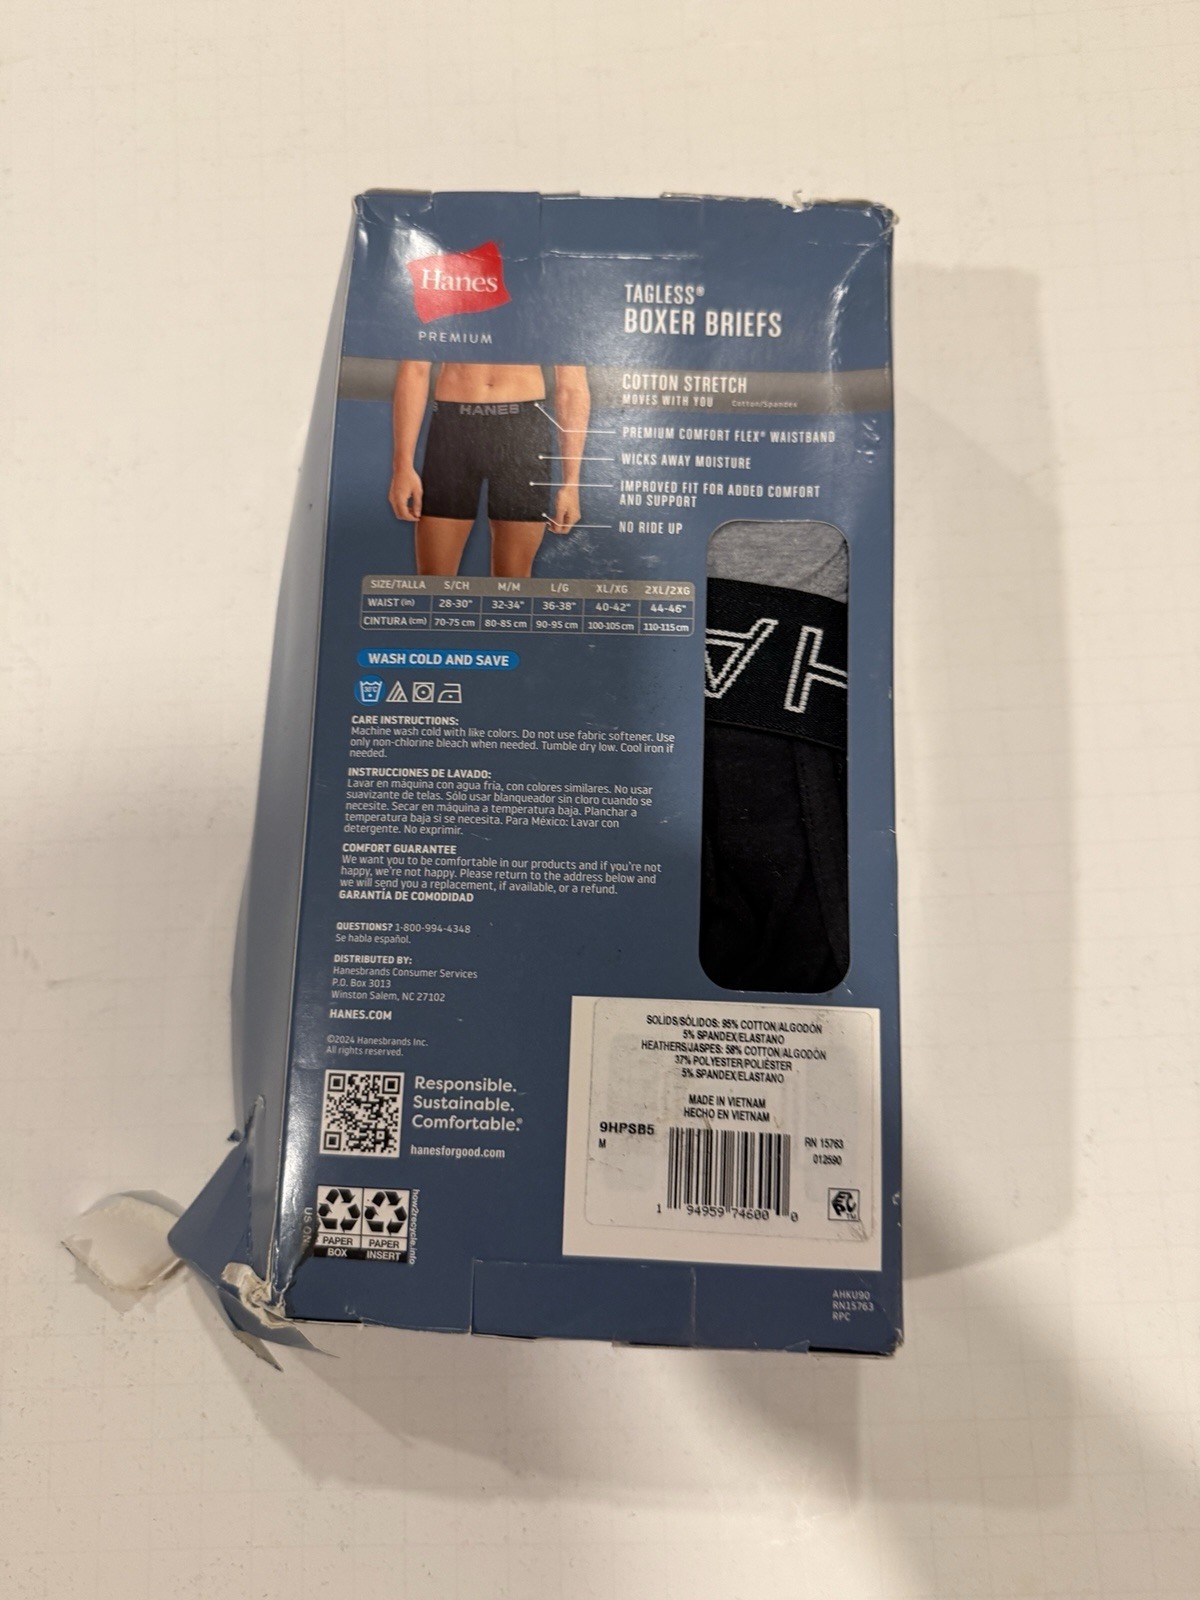 Hanes
PREMIUM
TAGLESS®
BOXER BRIEFS
COTTON STRETCH
MOVES WITH YOU Cotton/Spandex
PREMIUM COMFORT FLEX® WAISTBAND
WICKS AWAY MOISTURE
IMPROVED FIT FOR ADDED COMFORT
AND SUPPORT
NO RIDE UP
S HANES
SIZE/TALLA S/CH M/M L/G XL/XG 2XL/2XG
WAIST (in) 28-30" 32-34" 36-38" 40-42" 44-46"
CINTURA (cm) 70-75 cm 80-85 cm 90-95 cm 100-105 cm 110-115 cm
HA
WASH COLD AND SAVE
30°C
CARE INSTRUCTIONS:
Machine wash cold with like colors. Do not use fabric softener. Use
only non-chlorine bleach when needed. Tumble dry low. Cool iron if
needed.
INSTRUCCIONES DE LAVADO:
Lavar en máquina con agua fría, con colores similares. No usar
suavizante de telas. Sólo usar blanqueador sin cloro cuando se
necesite. Secar en máquina a temperatura baja. Planchar a
temperatura baja si se necesita. Para México: Lavar con
detergente. No exprimir.
COMFORT GUARANTEE
We want you to be comfortable in our products and if you're not
happy, we're not happy. Please return to the address below and
we will send you a replacement, if available, or a refund.
GARANTÍA DE COMODIDAD
QUESTIONS? 1-800-994-4348
Se habla español.
DISTRIBUTED BY:
Hanesbrands Consumer Services
P.O. Box 3013
Winston Salem, NC 27102
HANES.COM
©2024 Hanesbrands Inc.
All rights reserved.
Responsible.
Sustainable.
Comfortable.®
hanesforgood.com
US ON
PAPER PAPER
BOX INSERT
how2recycle.info
SOLIDS/SÓLIDOS: 95% COTTON/ALGODÓN
5% SPANDEX/ELASTANO
HEATHERS/JASPES: 58% COTTON/ALGODÓN
37% POLYESTER/POLIÉSTER
5% SPANDEX/ELASTANO
MADE IN VIETNAM
HECHO EN VIETNAM
9HPSB5
M
RN 15763
012590
1 94959 74600 0
AHKU90
RN15763
RPC